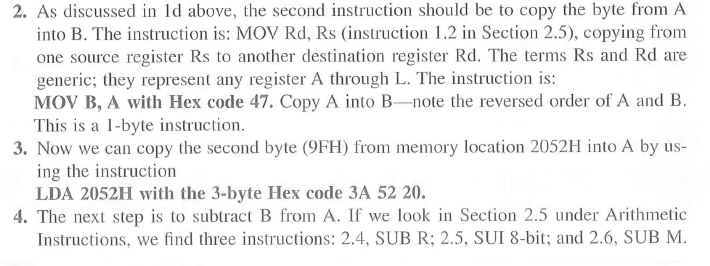 2. As discussed in 1d above, the second instruction should be to copy the byte from A
into B. The instruction is: MOV Rd, Rs (instruction 1.2 in Section 2.5), copying from
one source register Rs to another destination register Rd. The terms Rs and Rd are
generic; they represent any register A through L. The instruction is:
MOV B, A with Hex code 47. Copy A into B—note the reversed order of A and B.
This is a 1-byte instruction.
3. Now we can copy the second byte (9FH) from memory location 2052H into A by us-
ing the instruction
LDA 2052H with the 3-byte Hex code 3A 52 20.
4. The next step is to subtract B from A. If we look in Section 2.5 under Arithmetic
Instructions, we find three instructions: 2.4, SUB R; 2.5, SUI 8-bit; and 2.6, SUB M.